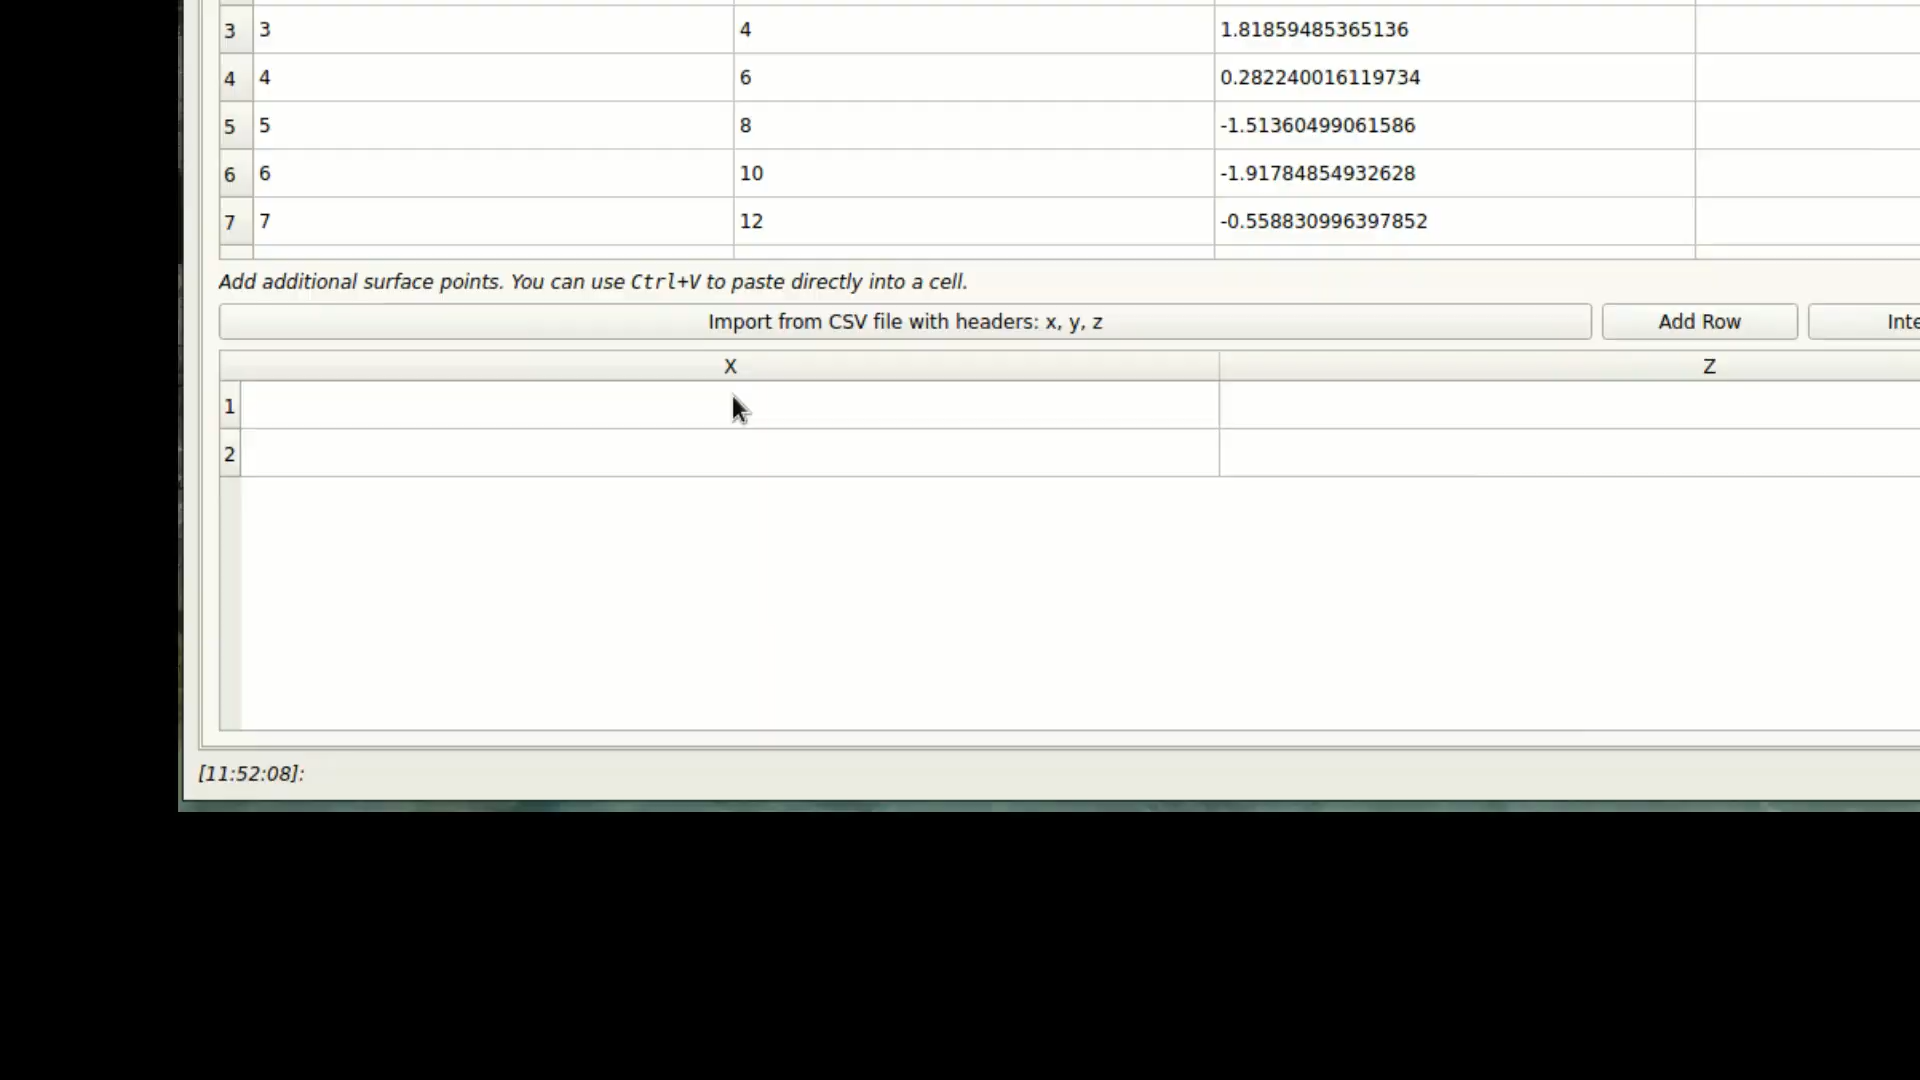 3 3 4 1.81859485365136
4 4 6 0.282240016119734
5 5 8 -1.51360499061586
6 6 10 -1.91784854932628
7 7 12 -0.558830996397852
Add additional surface points. You can use Ctrl+V to paste directly into a cell.
Import from CSV file with headers: x, y, z Add Row Inte
X Z
1
2
[11:52:08]: